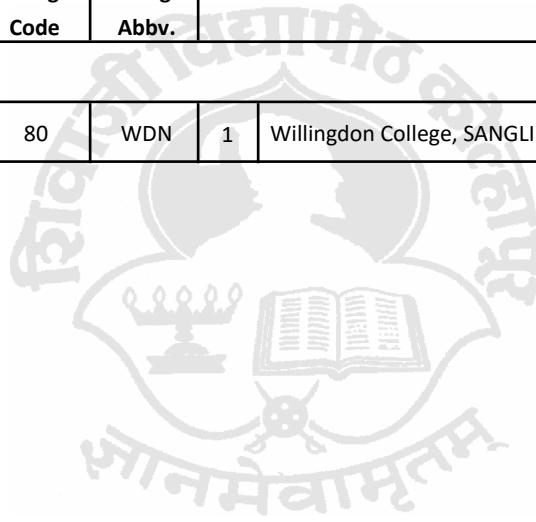 Code Abbv.
80 WDN 1 Willingdon College, SANGLI
शिवाजी विद्यापीठ कोल्हापूर
ज्ञानमेवामृतम्